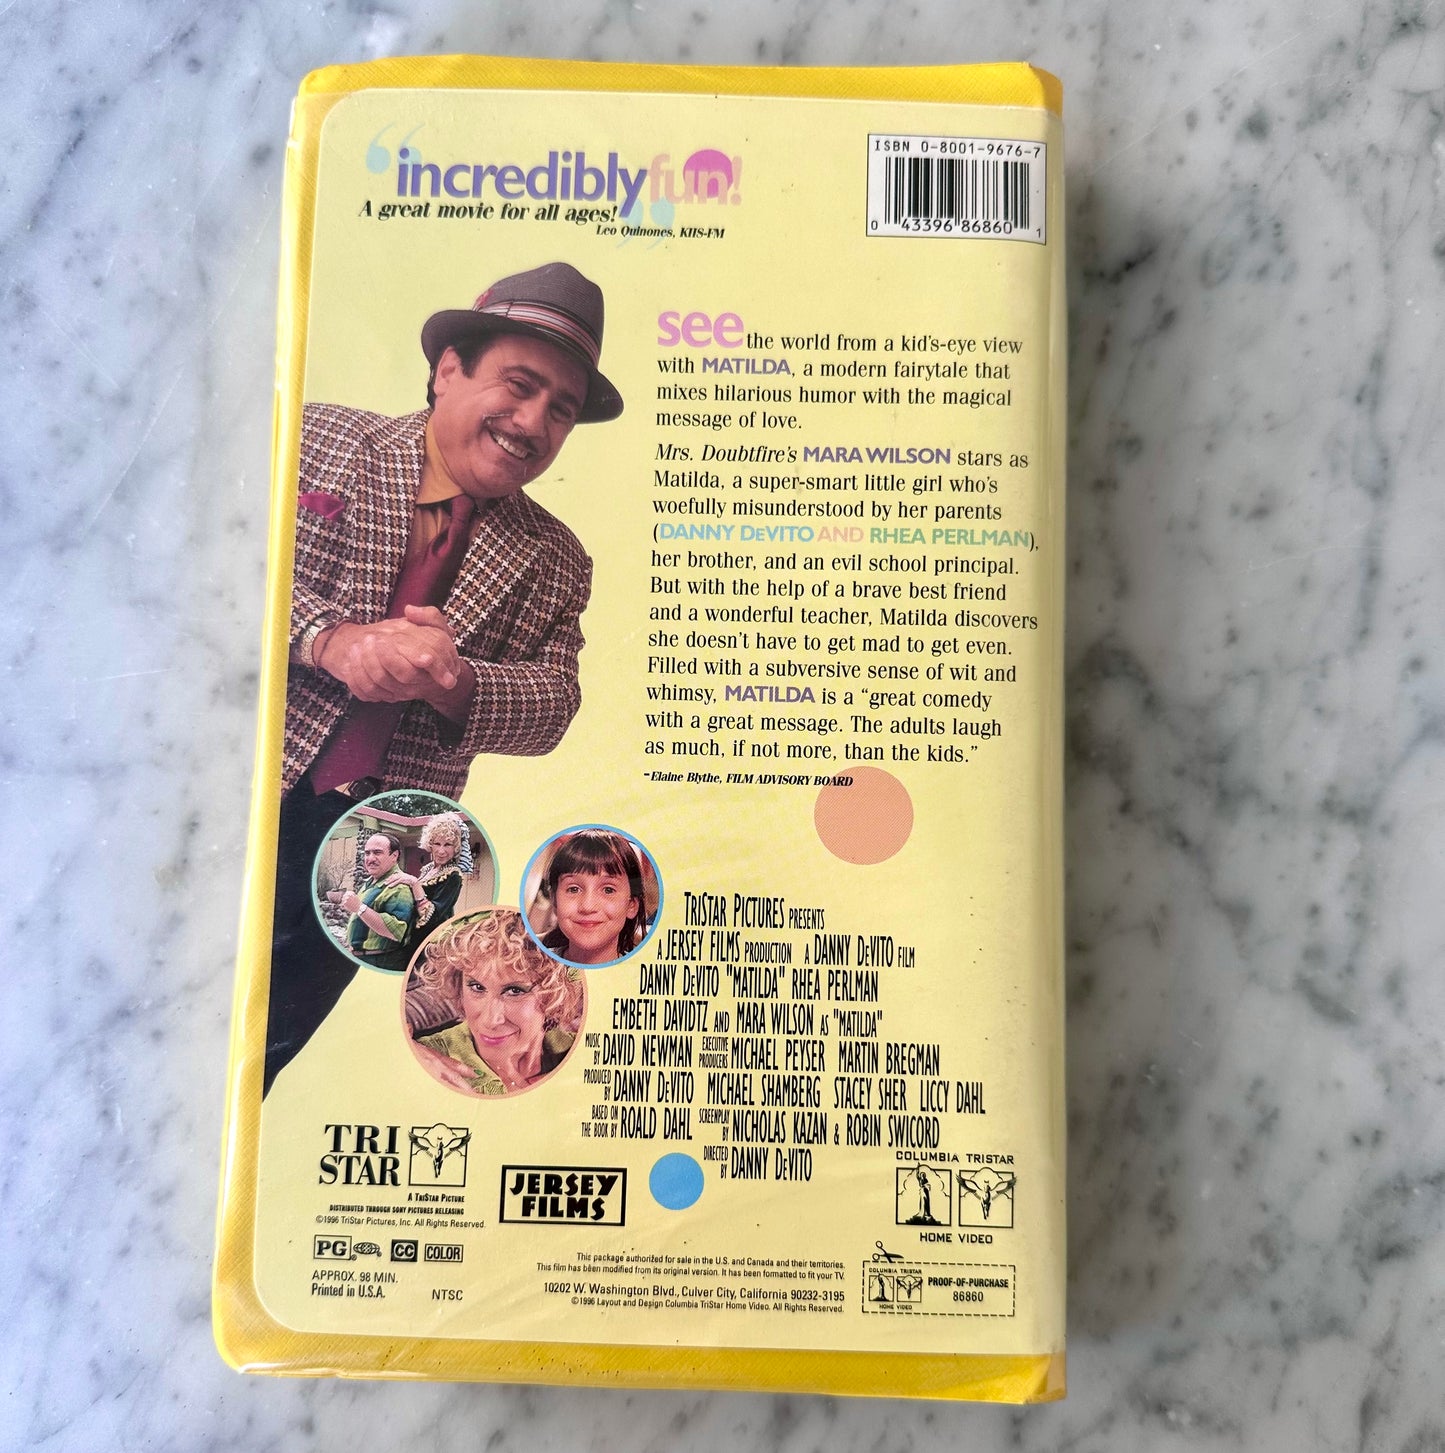 ISBN 0-8001-9676-7
0 43396 86860 1
“incredibly fun!
A great movie for all ages!”
Leo Quinones, KIIS-FM
see the world from a kid's-eye view
with MATILDA, a modern fairytale that
mixes hilarious humor with the magical
message of love.
Mrs. Doubtfire's MARA WILSON stars as
Matilda, a super-smart little girl who's
woefully misunderstood by her parents
(DANNY DeVITO AND RHEA PERLMAN),
her brother, and an evil school principal.
But with the help of a brave best friend
and a wonderful teacher, Matilda discovers
she doesn't have to get mad to get even.
Filled with a subversive sense of wit and
whimsy, MATILDA is a “great comedy
with a great message. The adults laugh
as much, if not more, than the kids.”
-Elaine Blythe, FILM ADVISORY BOARD
TRISTAR PICTURES PRESENTS
A JERSEY FILMS PRODUCTION A DANNY DeVITO FILM
DANNY DeVITO "MATILDA" RHEA PERLMAN
EMBETH DAVIDTZ AND MARA WILSON AS "MATILDA"
MUSIC BY DAVID NEWMAN EXECUTIVE PRODUCERS MICHAEL PEYSER MARTIN BREGMAN
PRODUCED BY DANNY DeVITO MICHAEL SHAMBERG STACEY SHER LICCY DAHL
BASED ON THE BOOK BY ROALD DAHL SCREENPLAY BY NICHOLAS KAZAN & ROBIN SWICORD
DIRECTED BY DANNY DeVITO
TRI
STAR
A TRISTAR PICTURE
DISTRIBUTED THROUGH SONY PICTURES RELEASING
©1996 TriStar Pictures, Inc. All Rights Reserved.
JERSEY
FILMS
COLUMBIA TRISTAR
HOME VIDEO
PG CC COLOR
APPROX. 98 MIN.
Printed in U.S.A. NTSC
This package authorized for sale in the U.S. and Canada and their territories.
This film has been modified from its original version. It has been formatted to fit your TV.
10202 W. Washington Blvd., Culver City, California 90232-3195
©1996 Layout and Design Columbia TriStar Home Video. All Rights Reserved.
COLUMBIA TRISTAR
HOME VIDEO
PROOF-OF-PURCHASE
86860